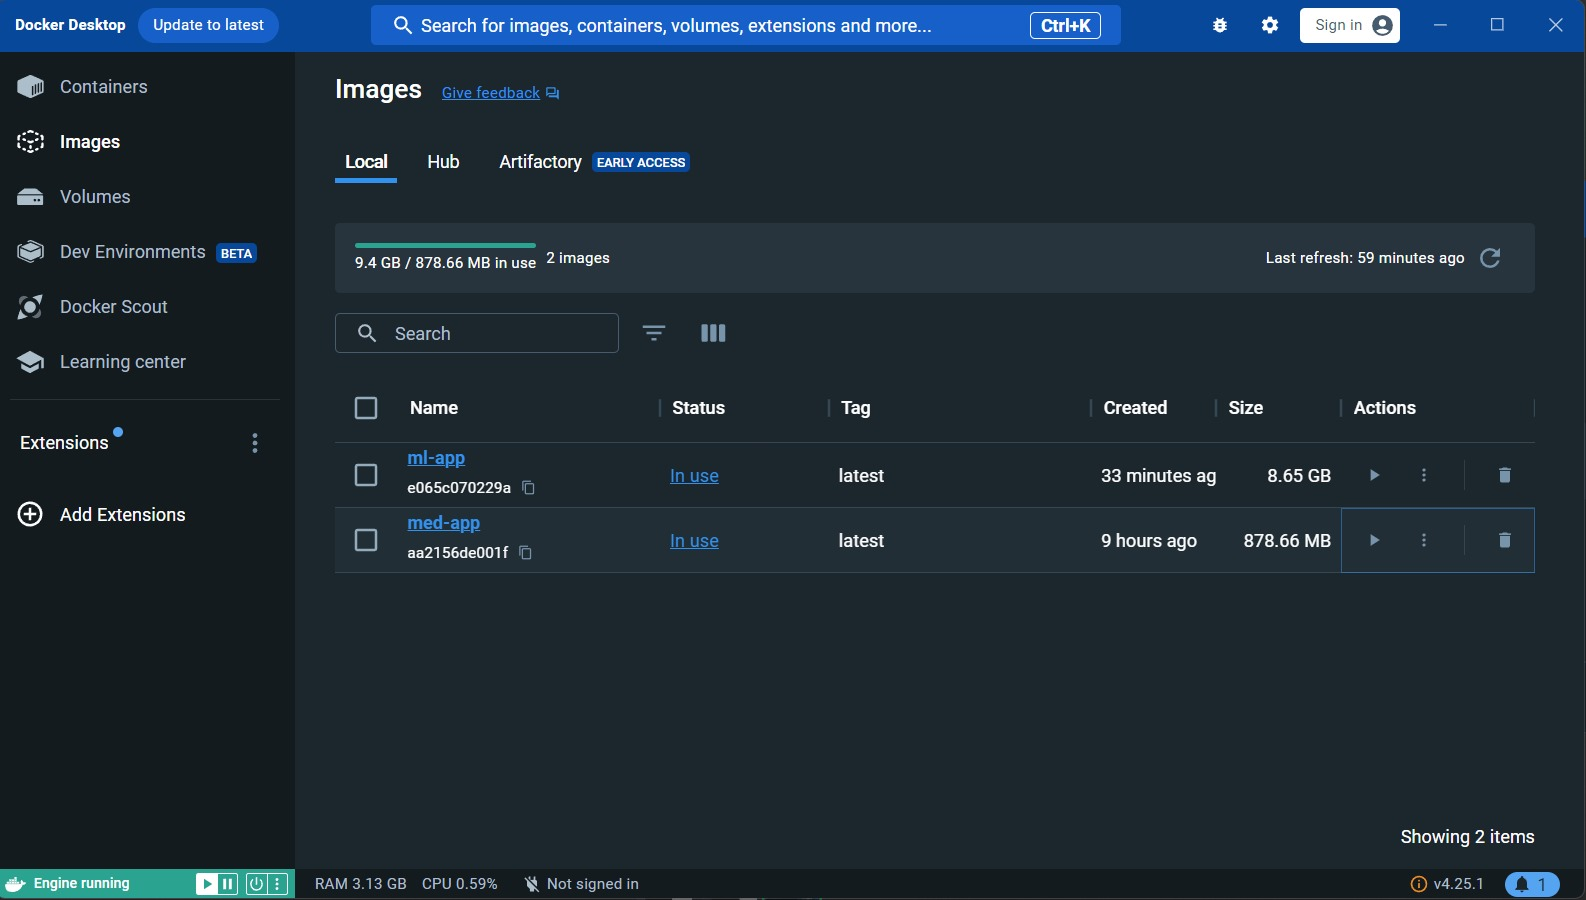 Docker Desktop Update to latest Search for images, containers, volumes, extensions and more... Ctrl+K Sign in
Containers
Images
Volumes
Dev Environments BETA
Docker Scout
Learning center
Extensions
Add Extensions
Images Give feedback
Local Hub Artifactory EARLY ACCESS
9.4 GB / 878.66 MB in use 2 images Last refresh: 59 minutes ago
Search
Name Status Tag Created Size Actions
ml-app
e065c070229a In use latest 33 minutes ag 8.65 GB
med-app
aa2156de001f In use latest 9 hours ago 878.66 MB
Showing 2 items
Engine running RAM 3.13 GB CPU 0.59% Not signed in v4.25.1 1